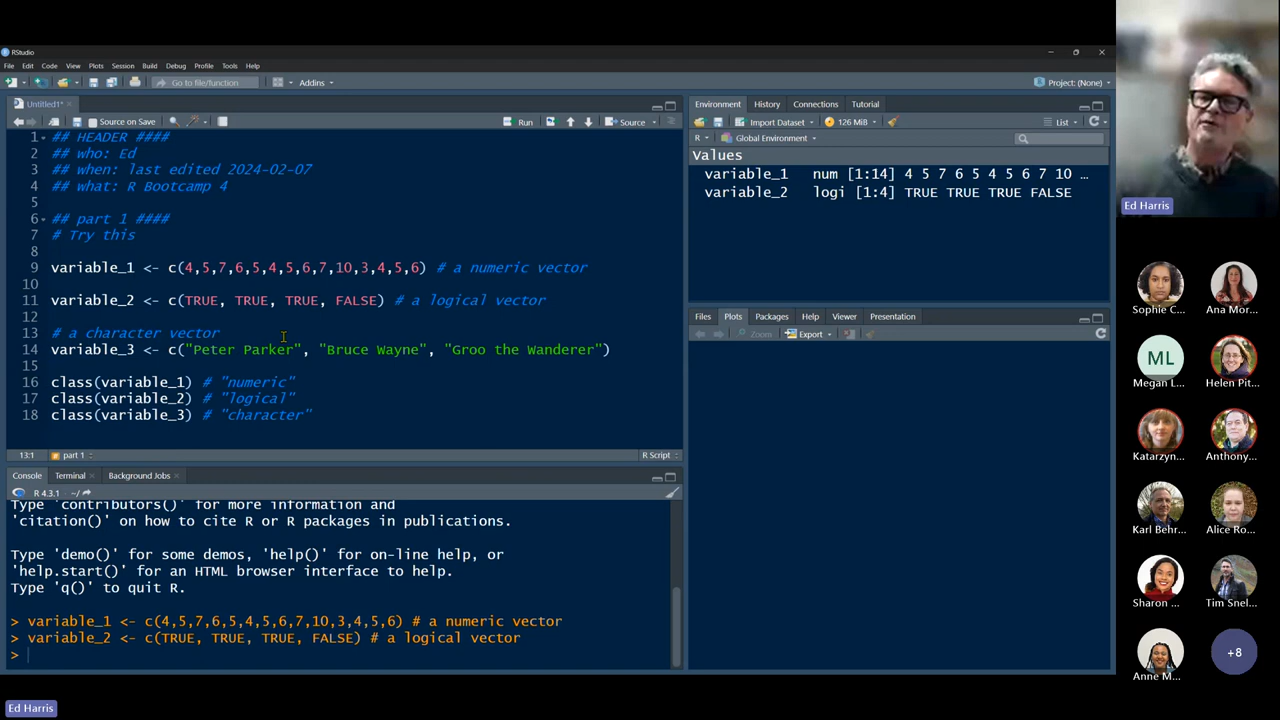 RStudio
File Edit Code View Plots Session Build Debug Profile Tools Help
Go to file/function Addins Project: (None)
Untitled1*
Source on Save Run Source
1 ## HEADER ####
2 ## who: Ed
3 ## when: last edited 2024-02-07
4 ## what: R Bootcamp 4
5
6 ## part 1 ####
7 # Try this
8
9 variable_1 <- c(4,5,7,6,5,4,5,6,7,10,3,4,5,6) # a numeric vector
10
11 variable_2 <- c(TRUE, TRUE, TRUE, FALSE) # a logical vector
12
13 # a character vector
14 variable_3 <- c("Peter Parker", "Bruce Wayne", "Groo the Wanderer")
15
16 class(variable_1) # "numeric"
17 class(variable_2) # "logical"
18 class(variable_3) # "character"
13:1 part 1 R Script
Console Terminal Background Jobs
R 4.3.1 · ~/
Type 'contributors()' for more information and
'citation()' on how to cite R or R packages in publications.
Type 'demo()' for some demos, 'help()' for on-line help, or
'help.start()' for an HTML browser interface to help.
Type 'q()' to quit R.
> variable_1 <- c(4,5,7,6,5,4,5,6,7,10,3,4,5,6) # a numeric vector
> variable_2 <- c(TRUE, TRUE, TRUE, FALSE) # a logical vector
>
Environment History Connections Tutorial
Import Dataset 126 MiB List
R Global Environment
Values
variable_1 num [1:14] 4 5 7 6 5 4 5 6 7 10 …
variable_2 logi [1:4] TRUE TRUE TRUE FALSE
Files Plots Packages Help Viewer Presentation
Zoom Export
Ed Harris
Sophie C... Ana Mor...
ML
Megan L... Helen Pit...
Katarzyn... Anthony...
Karl Behr... Alice Ro...
Sharon ... Tim Snel...
Anne M... +8
Ed Harris